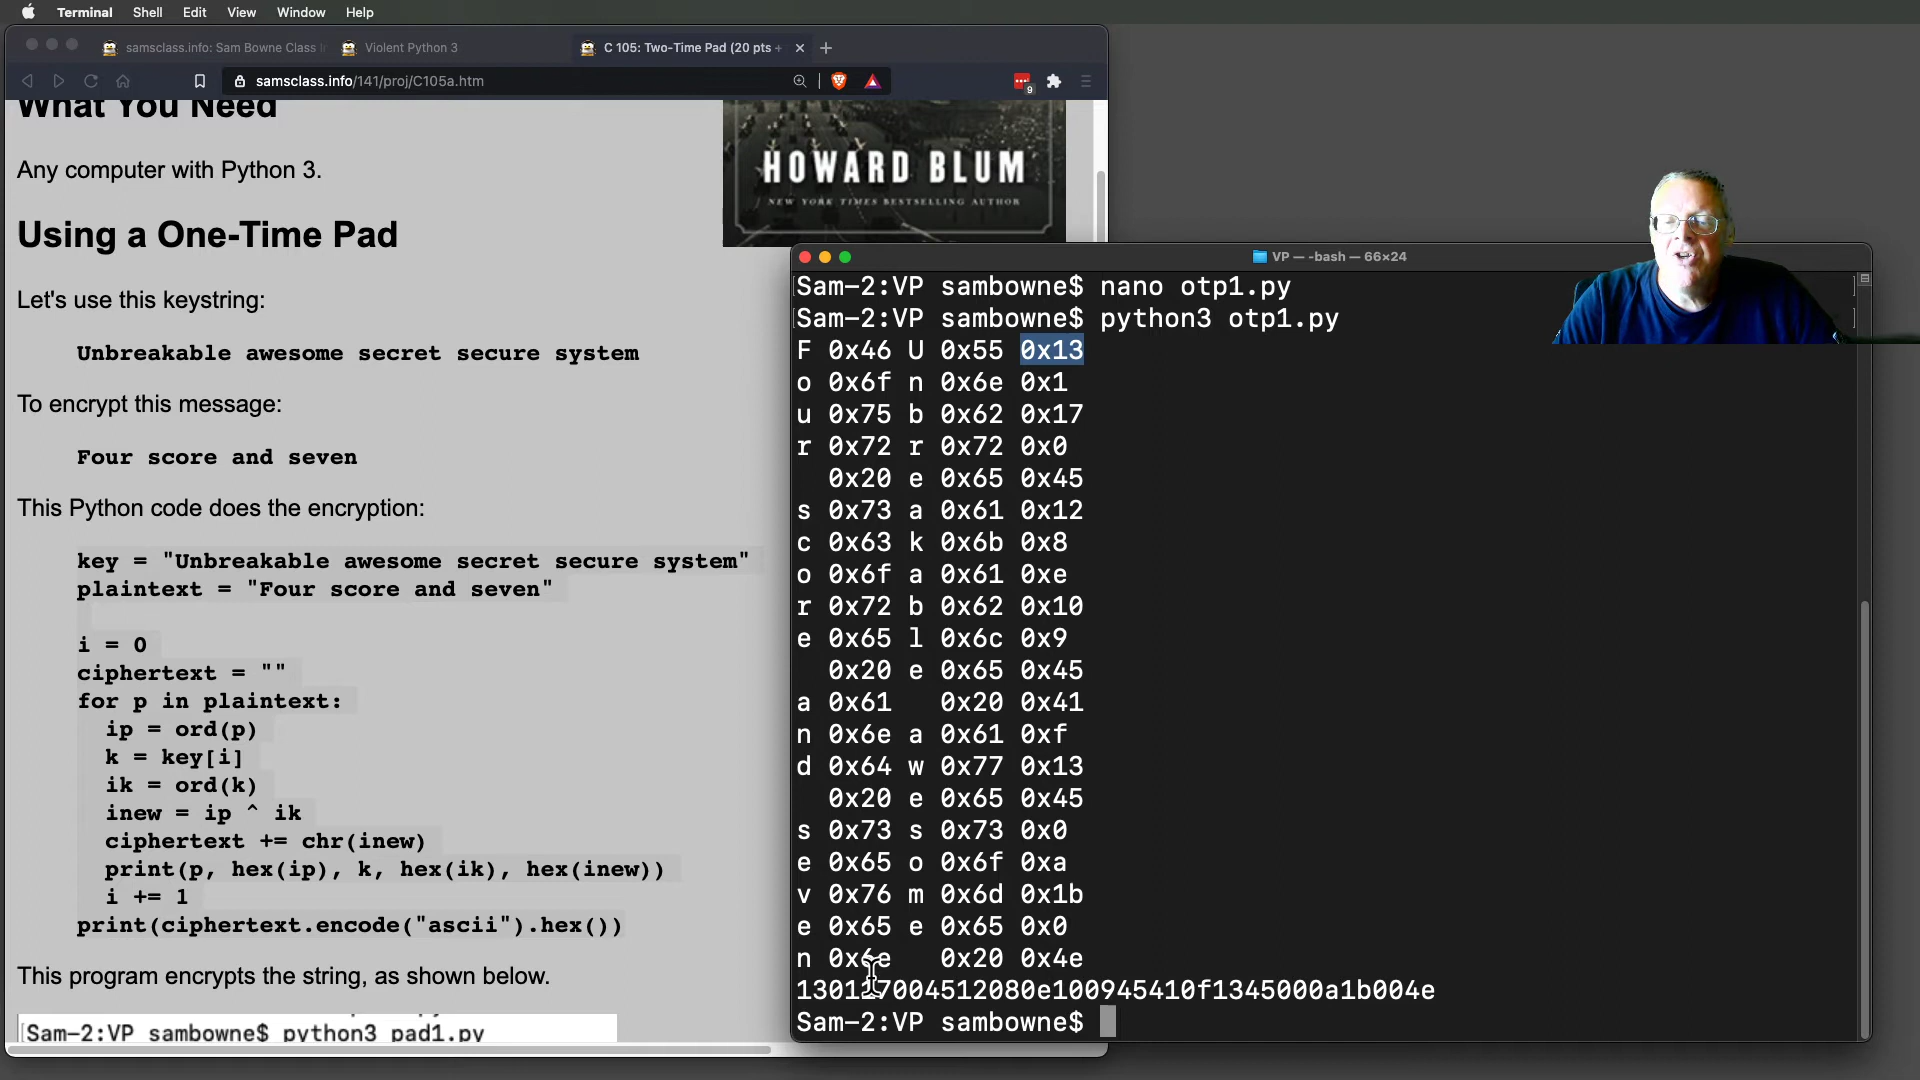 Terminal Shell Edit View Window Help
samsclass.info: Sam Bowne Class
Violent Python 3
C 105: Two-Time Pad (20 pts +
samsclass.info/141/proj/C105a.htm
9
What You Need
Any computer with Python 3.
HOWARD BLUM
NEW YORK TIMES BESTSELLING AUTHOR
Using a One-Time Pad
Let's use this keystring:
Unbreakable awesome secret secure system
To encrypt this message:
Four score and seven
This Python code does the encryption:
key = "Unbreakable awesome secret secure system"
plaintext = "Four score and seven"
i = 0
ciphertext = ""
for p in plaintext:
ip = ord(p)
k = key[i]
ik = ord(k)
inew = ip ^ ik
ciphertext += chr(inew)
print(p, hex(ip), k, hex(ik), hex(inew))
i += 1
print(ciphertext.encode("ascii").hex())
This program encrypts the string, as shown below.
[Sam-2:VP sambowne$ python3 pad1.py
VP — -bash — 66×24
[Sam-2:VP sambowne$ nano otp1.py ]
[Sam-2:VP sambowne$ python3 otp1.py ]
F 0x46 U 0x55 0x13
o 0x6f n 0x6e 0x1
u 0x75 b 0x62 0x17
r 0x72 r 0x72 0x0
0x20 e 0x65 0x45
s 0x73 a 0x61 0x12
c 0x63 k 0x6b 0x8
o 0x6f a 0x61 0xe
r 0x72 b 0x62 0x10
e 0x65 l 0x6c 0x9
0x20 e 0x65 0x45
a 0x61 0x20 0x41
n 0x6e a 0x61 0xf
d 0x64 w 0x77 0x13
0x20 e 0x65 0x45
s 0x73 s 0x73 0x0
e 0x65 o 0x6f 0xa
v 0x76 m 0x6d 0x1b
e 0x65 e 0x65 0x0
n 0x6e 0x20 0x4e
130117004512080e100945410f1345000a1b004e
Sam-2:VP sambowne$